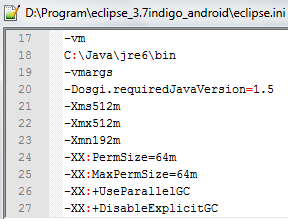 D:\Program\eclipse_3.7indigo_android\eclipse.ini
17 -vm
18 C:\Java\jre6\bin
19 -vmargs
20 -Dosgi.requiredJavaVersion=1.5
21 -Xms512m
22 -Xmx512m
23 -Xmn192m
24 -XX:PermSize=64m
25 -XX:MaxPermSize=64m
26 -XX:+UseParallelGC
27 -XX:+DisableExplicitGC